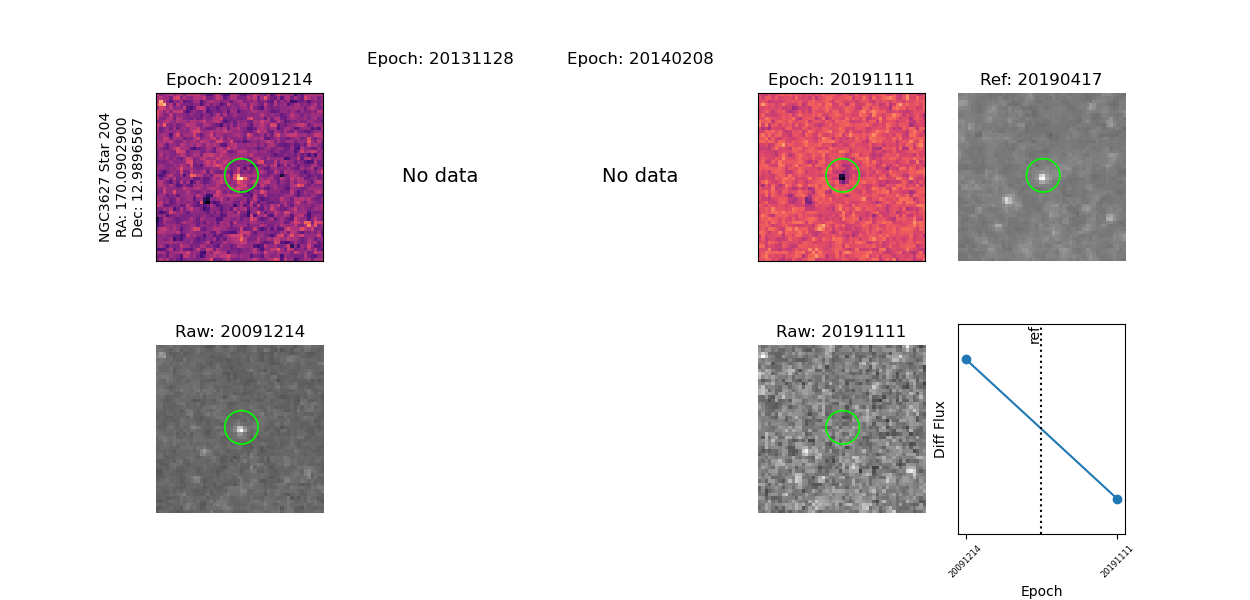 Epoch: 20091214
Epoch: 20131128
Epoch: 20140208
Epoch: 20191111
Ref: 20190417
NGC3627 Star 204
RA: 170.0902900
Dec: 12.9896567
No data
No data
Raw: 20091214
Raw: 20191111
ref
Diff Flux
20091214
20191111
Epoch